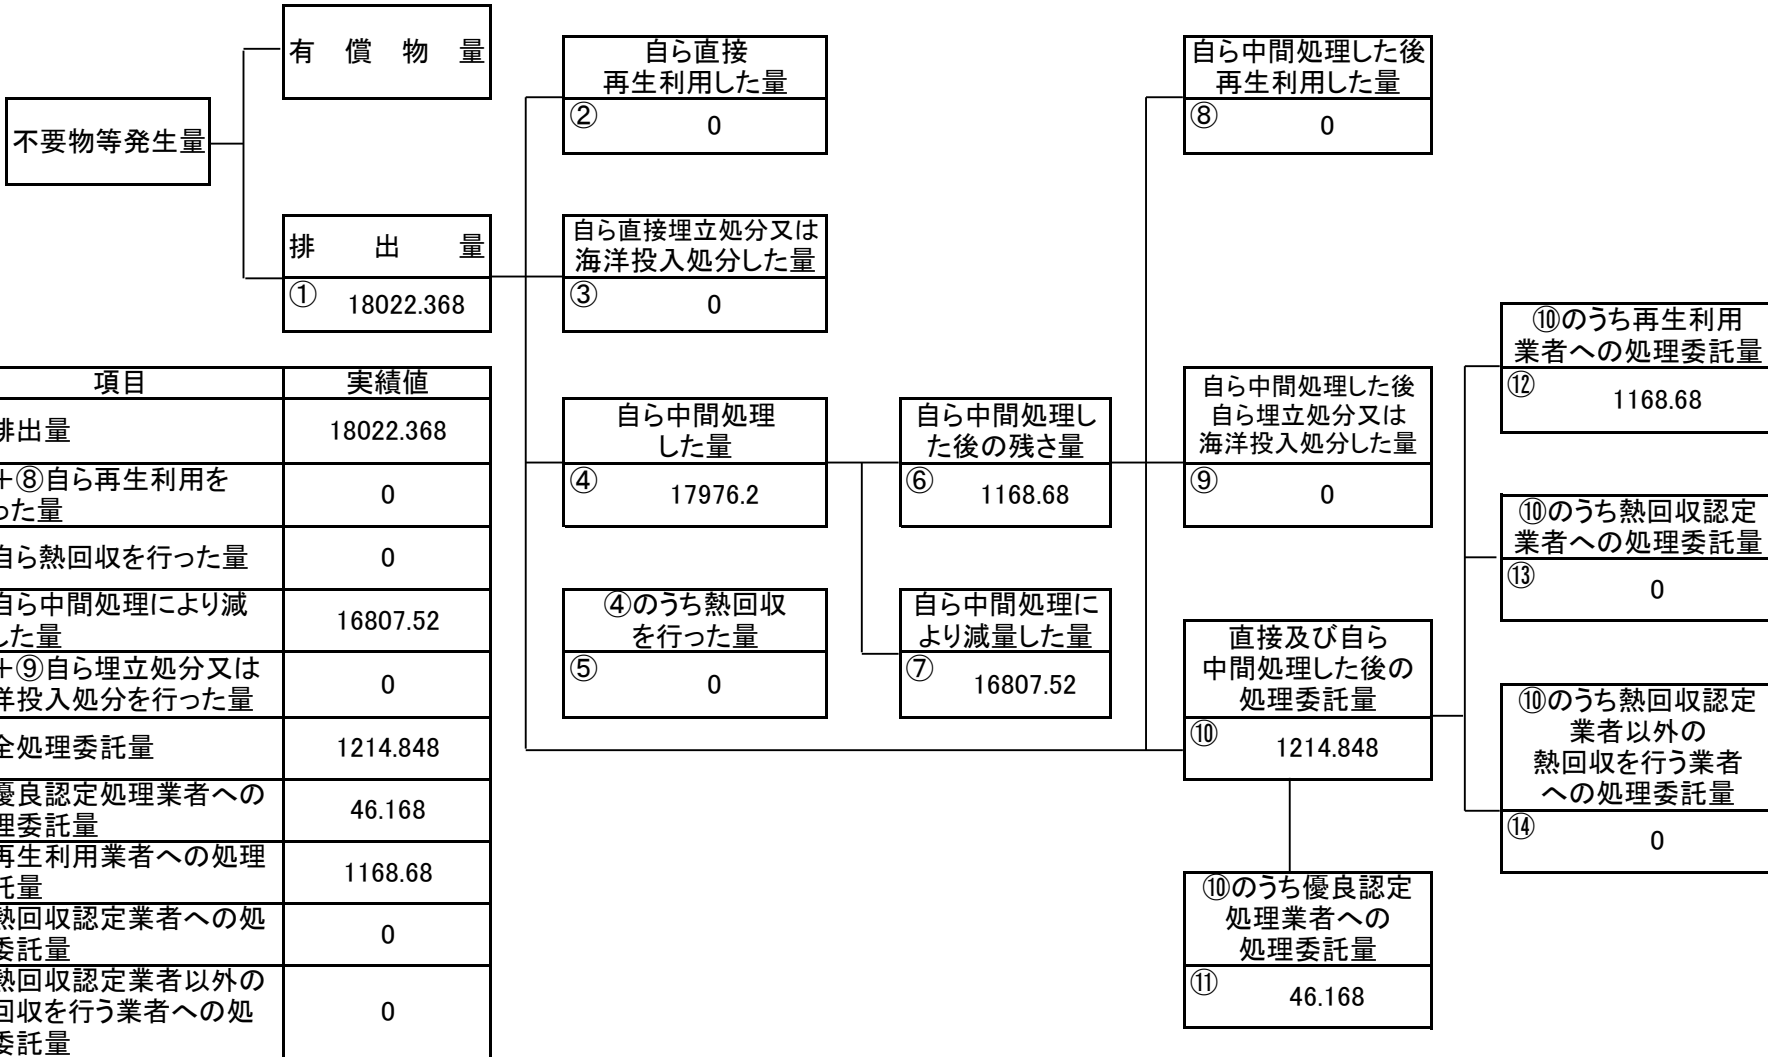 有償物量
不要物等発生量
排出量
① 18022.368
自ら直接
再生利用した量
② 0
自ら直接埋立処分又は
海洋投入処分した量
③ 0
自ら中間処理
した量
④ 17976.2
④のうち熱回収
を行った量
⑤ 0
自ら中間処理し
た後の残さ量
⑥ 1168.68
自ら中間処理に
より減量した量
⑦ 16807.52
自ら中間処理した後
再生利用した量
⑧ 0
自ら中間処理した後
自ら埋立処分又は
海洋投入処分した量
⑨ 0
直接及び自ら
中間処理した後の
処理委託量
⑩ 1214.848
⑩のうち優良認定
処理業者への
処理委託量
⑪ 46.168
⑩のうち再生利用
業者への処理委託量
⑫ 1168.68
⑩のうち熱回収認定
業者への処理委託量
⑬ 0
⑩のうち熱回収認定
業者以外の
熱回収を行う業者
への処理委託量
⑭ 0
項目 実績値
排出量 18022.368
+⑧自ら再生利用を
った量 0
自ら熱回収を行った量 0
自ら中間処理により減
した量 16807.52
+⑨自ら埋立処分又は
洋投入処分を行った量 0
全処理委託量 1214.848
優良認定処理業者への
理委託量 46.168
再生利用業者への処理
託量 1168.68
熱回収認定業者への処
委託量 0
熱回収認定業者以外の
回収を行う業者への処
委託量 0